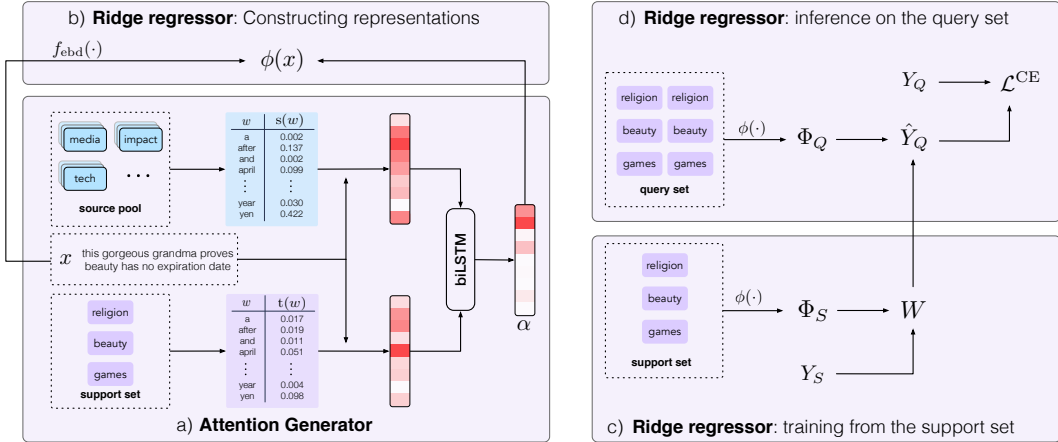 b) Ridge regressor: Constructing representations
f_ebd(·)
ϕ(x)
media
impact
tech
· · ·
source pool
w s(w)
a 0.002
after 0.137
and 0.002
april 0.099
⋮ ⋮
year 0.030
yen 0.422
x this gorgeous grandma proves
beauty has no expiration date
religion
beauty
games
support set
w t(w)
a 0.017
after 0.019
and 0.011
april 0.051
⋮ ⋮
year 0.004
yen 0.098
biLSTM
α
a) Attention Generator
d) Ridge regressor: inference on the query set
religion religion
beauty beauty
games games
query set
ϕ(·)
Φ_Q
Ŷ_Q
Y_Q
ℒ^CE
religion
beauty
games
support set
ϕ(·)
Φ_S
W
Y_S
c) Ridge regressor: training from the support set